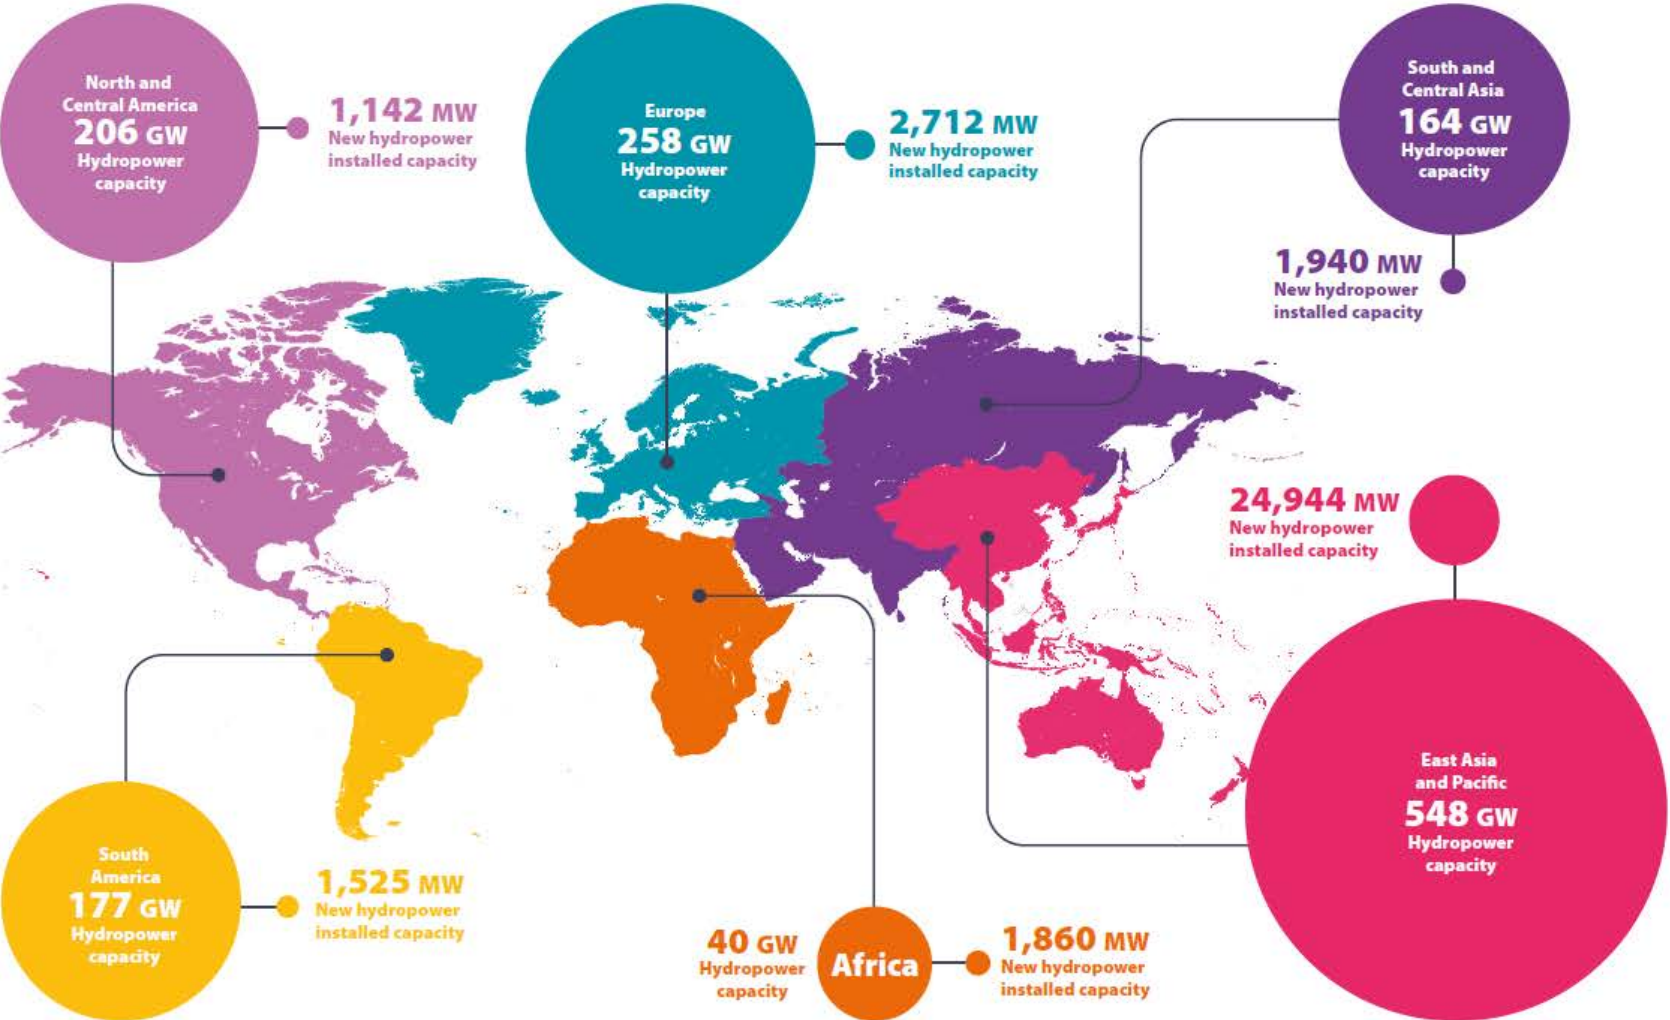 North and
Central America
206 GW
Hydropower
capacity
1,142 MW
New hydropower
installed capacity
Europe
258 GW
Hydropower
capacity
2,712 MW
New hydropower
installed capacity
South and
Central Asia
164 GW
Hydropower
capacity
1,940 MW
New hydropower
installed capacity
24,944 MW
New hydropower
installed capacity
East Asia
and Pacific
548 GW
Hydropower
capacity
South
America
177 GW
Hydropower
capacity
1,525 MW
New hydropower
installed capacity
40 GW
Hydropower
capacity
Africa
1,860 MW
New hydropower
installed capacity